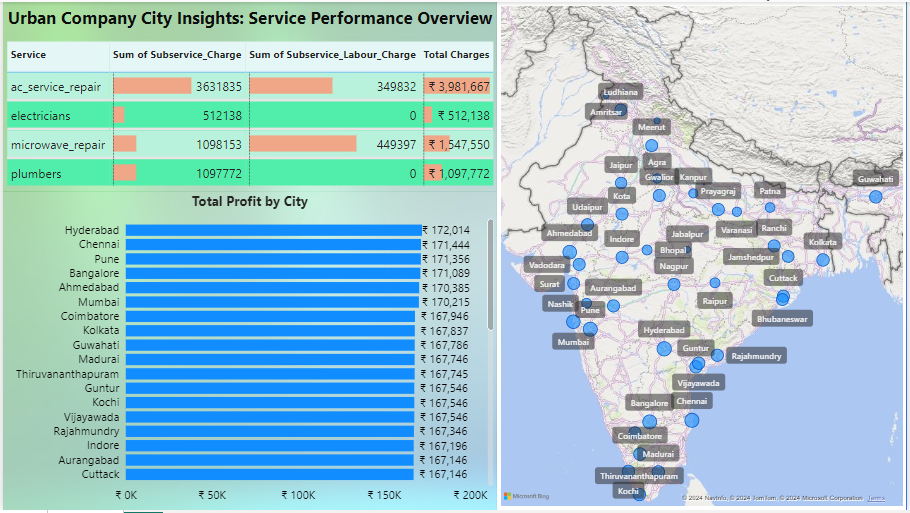 Urban Company City Insights: Service Performance Overview
Service Sum of Subservice_Charge Sum of Subservice_Labour_Charge Total Charges
ac_service_repair 3631835 349832 ₹ 3,981,667
electricians 512138 0 ₹ 512,138
microwave_repair 1098153 449397 ₹ 1,547,550
plumbers 1097772 0 ₹ 1,097,772
Total Profit by City
Hyderabad ₹ 172,014
Chennai ₹ 171,444
Pune ₹ 171,356
Bangalore ₹ 171,089
Ahmedabad ₹ 170,385
Mumbai ₹ 170,215
Coimbatore ₹ 167,946
Kolkata ₹ 167,837
Guwahati ₹ 167,786
Madurai ₹ 167,746
Thiruvananthapuram ₹ 167,745
Guntur ₹ 167,546
Kochi ₹ 167,546
Vijayawada ₹ 167,546
Rajahmundry ₹ 167,346
Indore ₹ 167,196
Aurangabad ₹ 167,146
Cuttack ₹ 167,146
₹ 0K ₹ 50K ₹ 100K ₹ 150K ₹ 200K
Ludhiana
Amritsar
Meerut
Jaipur Agra
Gwalior Kanpur
Guwahati
Kota Prayagraj Patna
Udaipur
Varanasi Ranchi
Ahmedabad Indore Jabalpur Kolkata
Bhopal Jamshedpur
Vadodara Nagpur
Surat Aurangabad Cuttack
Nashik Pune Raipur
Bhubaneswar
Mumbai Hyderabad
Guntur Rajahmundry
Vijayawada
Bangalore Chennai
Coimbatore
Madurai
Thiruvananthapuram
Kochi
Microsoft Bing
© 2024 NavInfo, © 2024 TomTom, © 2024 Microsoft Corporation Terms